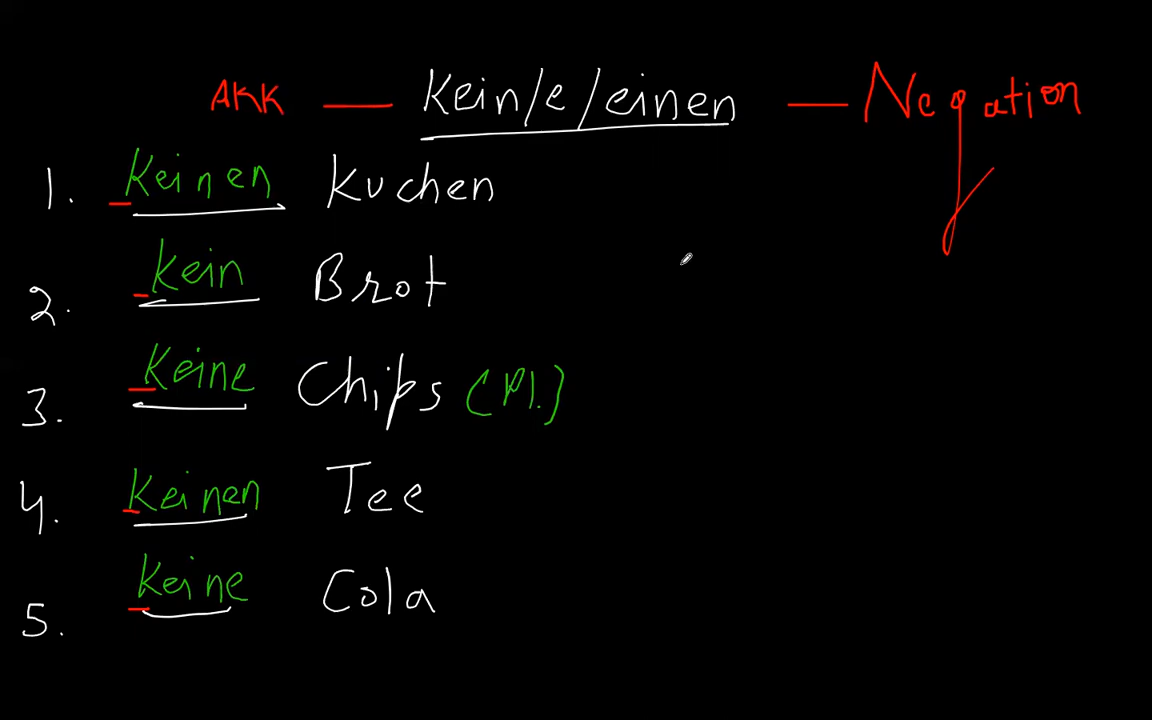 AKK — Kein/e/einen — Negation
1. Keinen Kuchen
2. Kein Brot
3. Keine Chips (Pl.)
4. Keinen Tee
5. Keine Cola